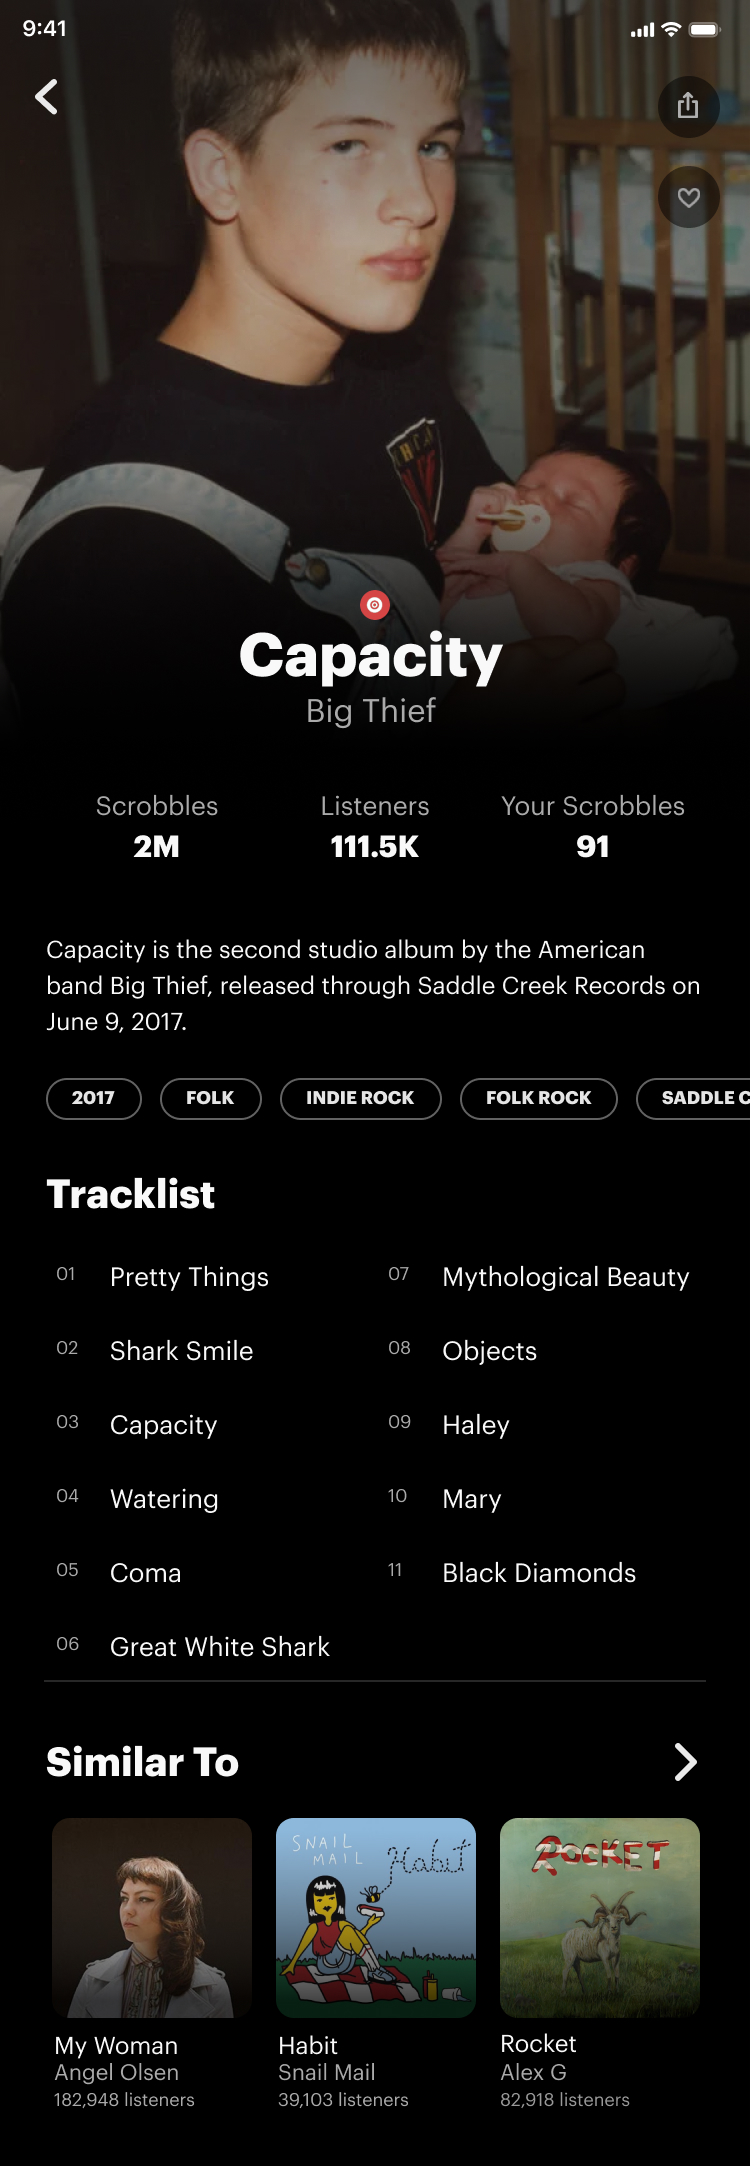 9:41
Capacity
Big Thief
Scrobbles
2M
Listeners
111.5K
Your Scrobbles
91
Capacity is the second studio album by the American
band Big Thief, released through Saddle Creek Records on
June 9, 2017.
2017
FOLK
INDIE ROCK
FOLK ROCK
SADDLE C
Tracklist
01 Pretty Things
02 Shark Smile
03 Capacity
04 Watering
05 Coma
06 Great White Shark
07 Mythological Beauty
08 Objects
09 Haley
10 Mary
11 Black Diamonds
Similar To
SNAIL
MAIL
Habit
ROCKET
My Woman
Angel Olsen
182,948 listeners
Habit
Snail Mail
39,103 listeners
Rocket
Alex G
82,918 listeners